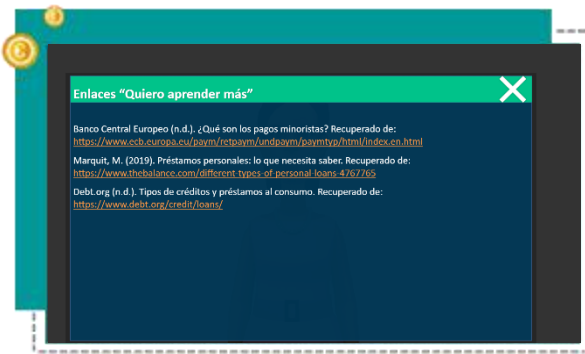 Enlaces “Quiero aprender más”
Banco Central Europeo (n.d.). ¿Qué son los pagos minoristas? Recuperado de:
https://www.ecb.europa.eu/paym/retpaym/undpaym/paymtyp/html/index.en.html
Marquit, M. (2019). Préstamos personales: lo que necesita saber. Recuperado de:
https://www.thebalance.com/different-types-of-personal-loans-4767765
Debt.org (n.d.). Tipos de créditos y préstamos al consumo. Recuperado de:
https://www.debt.org/credit/loans/